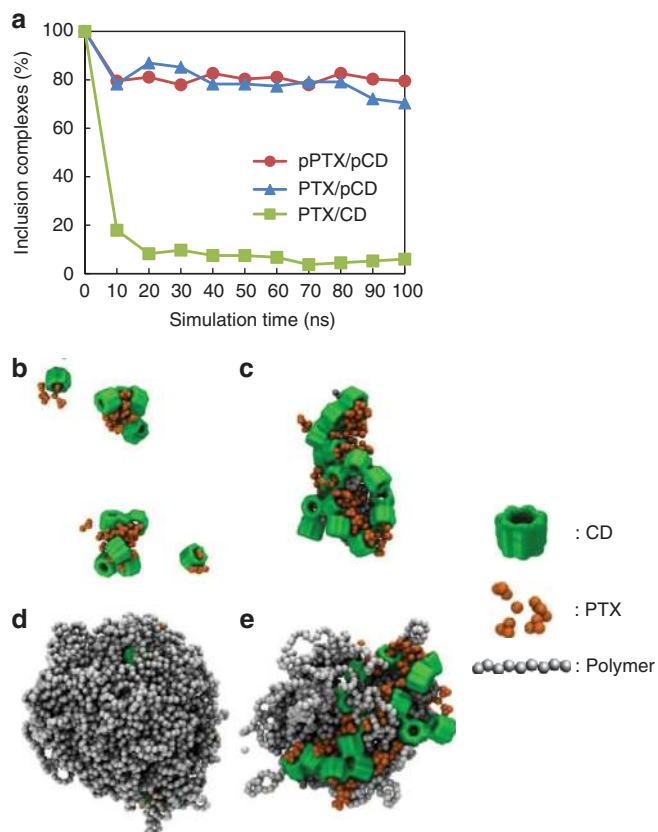 a
Inclusion complexes (%)
100
80
60
40
20
0
pPTX/pCD
PTX/pCD
PTX/CD
0 10 20 30 40 50 60 70 80 90 100
Simulation time (ns)
b
c
: CD
: PTX
: Polymer
d
e